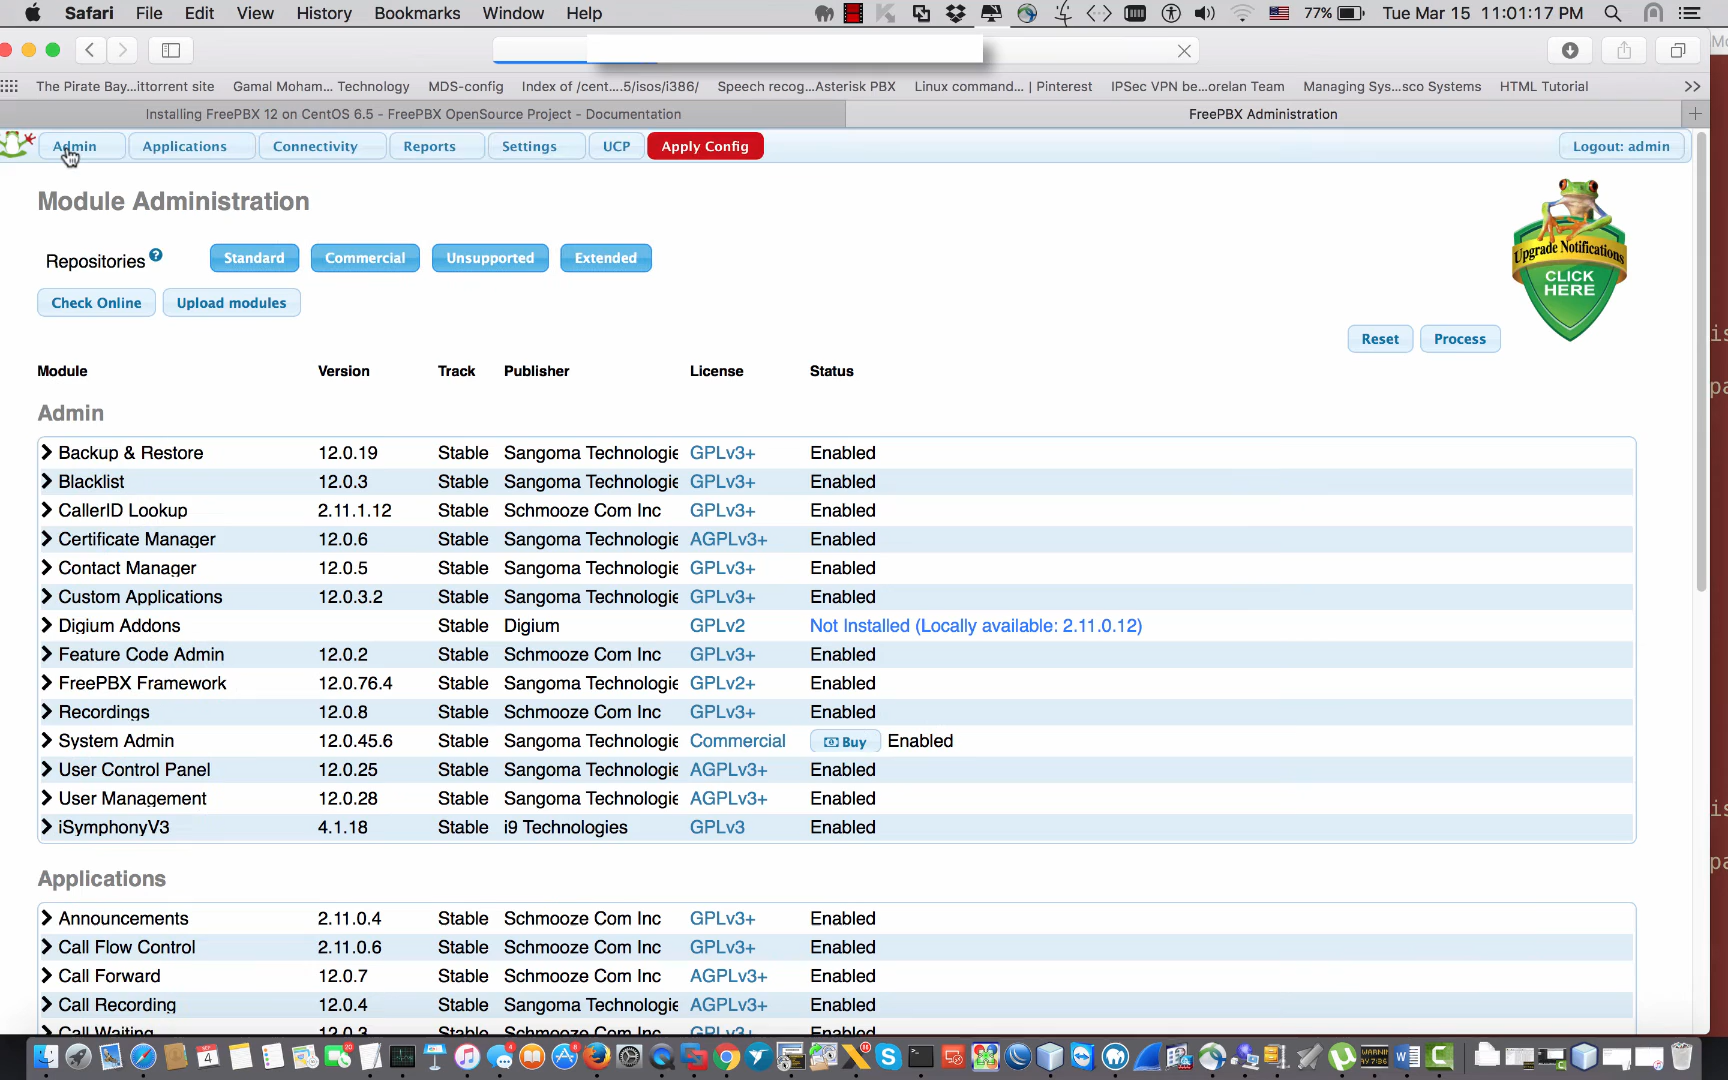 Safari File Edit View History Bookmarks Window Help 77% Tue Mar 15 11:01:17 PM
The Pirate Bay...ittorrent site Gamal Moham... Technology MDS-config Index of /cent....5/isos/i386/ Speech recog...Asterisk PBX Linux command... | Pinterest IPSec VPN be...orelan Team Managing Sys...sco Systems HTML Tutorial
Installing FreePBX 12 on CentOS 6.5 - FreePBX OpenSource Project - Documentation FreePBX Administration
Admin Applications Connectivity Reports Settings UCP Apply Config Logout: admin
Module Administration
Upgrade Notifications
CLICK
HERE
Repositories ? Standard Commercial Unsupported Extended
Check Online Upload modules
Reset Process
Module Version Track Publisher License Status
Admin
Backup & Restore 12.0.19 Stable Sangoma Technologie GPLv3+ Enabled
Blacklist 12.0.3 Stable Sangoma Technologie GPLv3+ Enabled
CallerID Lookup 2.11.1.12 Stable Schmooze Com Inc GPLv3+ Enabled
Certificate Manager 12.0.6 Stable Sangoma Technologie AGPLv3+ Enabled
Contact Manager 12.0.5 Stable Sangoma Technologie GPLv3+ Enabled
Custom Applications 12.0.3.2 Stable Sangoma Technologie GPLv3+ Enabled
Digium Addons Stable Digium GPLv2 Not Installed (Locally available: 2.11.0.12)
Feature Code Admin 12.0.2 Stable Schmooze Com Inc GPLv3+ Enabled
FreePBX Framework 12.0.76.4 Stable Sangoma Technologie GPLv2+ Enabled
Recordings 12.0.8 Stable Schmooze Com Inc GPLv3+ Enabled
System Admin 12.0.45.6 Stable Sangoma Technologie Commercial Buy Enabled
User Control Panel 12.0.25 Stable Sangoma Technologie AGPLv3+ Enabled
User Management 12.0.28 Stable Sangoma Technologie AGPLv3+ Enabled
iSymphonyV3 4.1.18 Stable i9 Technologies GPLv3 Enabled
Applications
Announcements 2.11.0.4 Stable Schmooze Com Inc GPLv3+ Enabled
Call Flow Control 2.11.0.6 Stable Schmooze Com Inc GPLv3+ Enabled
Call Forward 12.0.7 Stable Schmooze Com Inc AGPLv3+ Enabled
Call Recording 12.0.4 Stable Sangoma Technologie AGPLv3+ Enabled
Call Waiting 12.0.3 Stable Schmooze Com Inc GPLv3+ Enabled